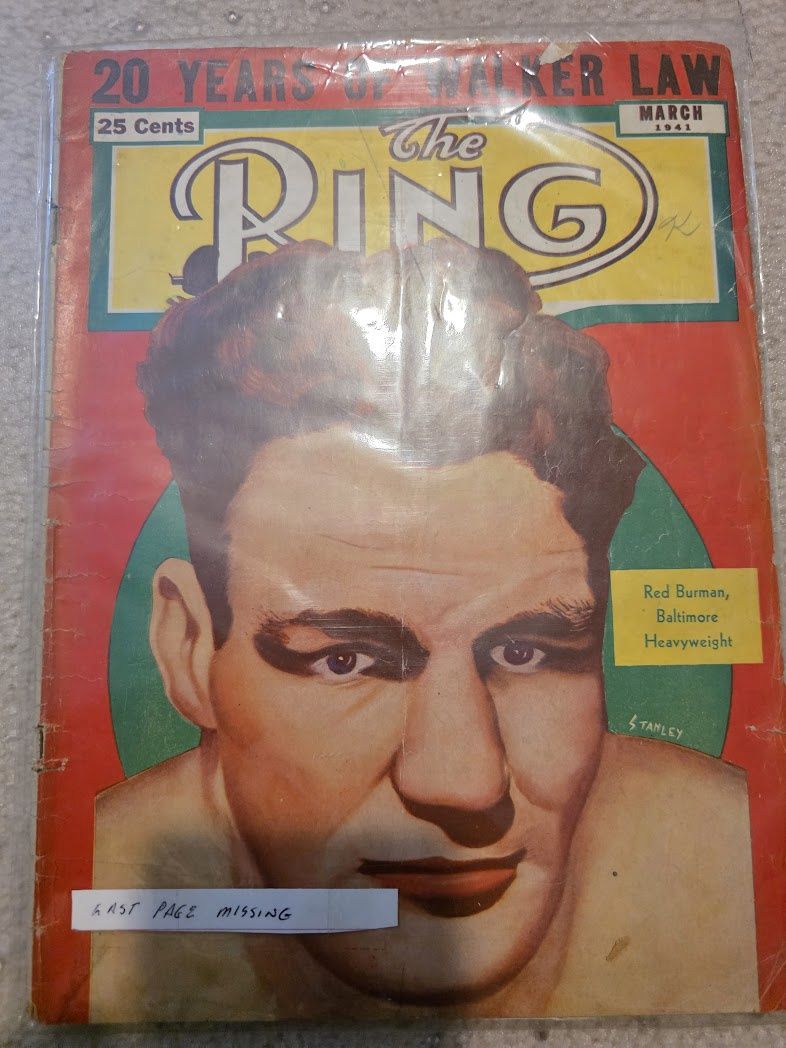 20 YEARS OF WALKER LAW
25 Cents
MARCH
1941
The
RING
K
Red Burman,
Baltimore
Heavyweight
STANLEY
LAST PAGE MISSING